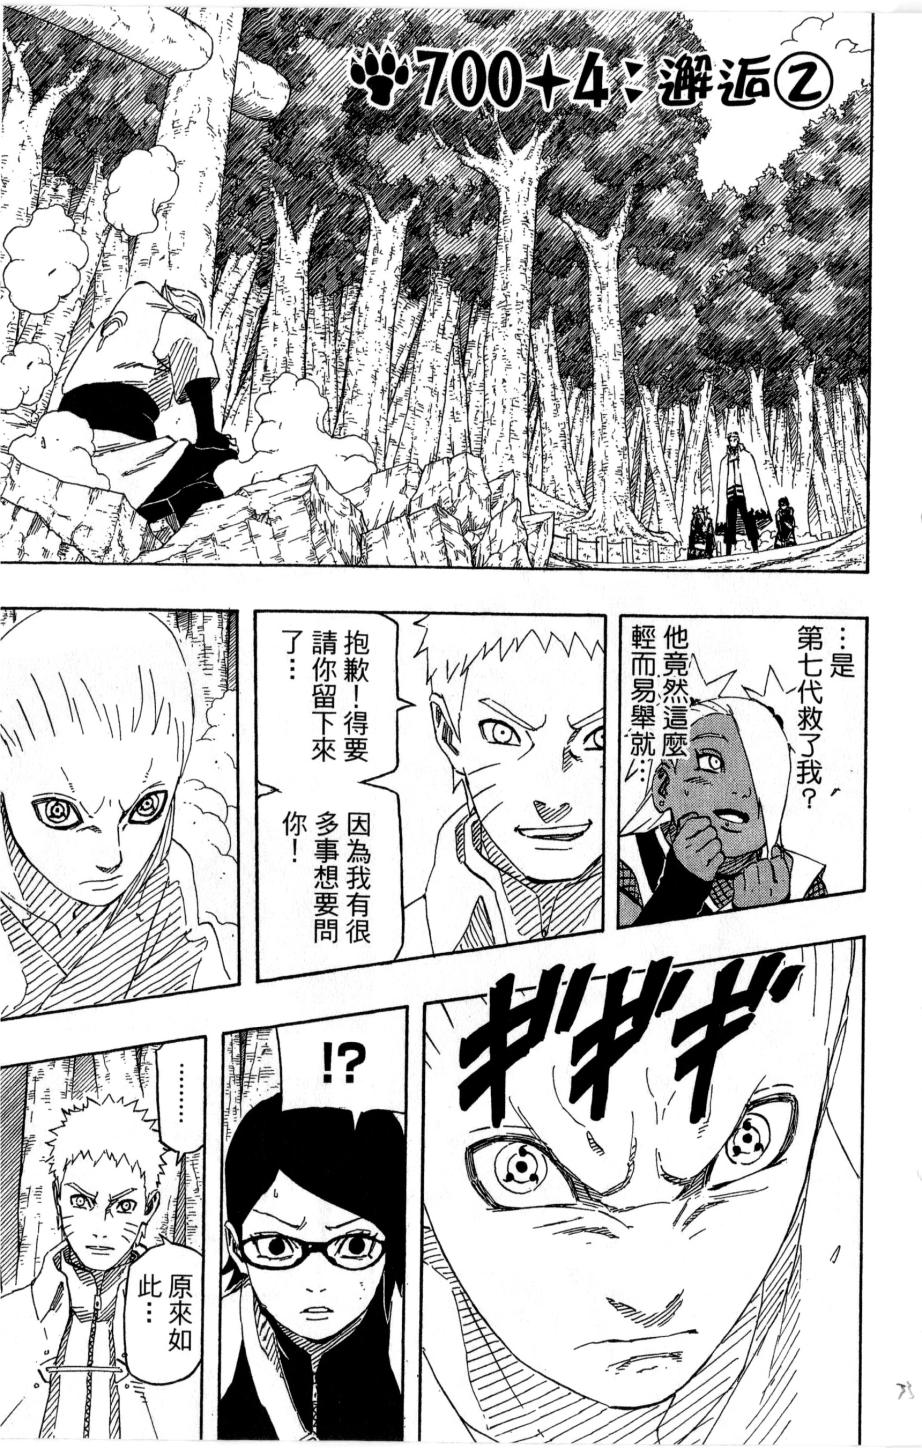 700+4：邂逅②
…是
第七代救了我？
他竟然這麼
輕而易舉就…
抱歉！得要
請你留下來
了…
因為我有很
多事想要問
你！
ギギギ
!?
………
原來如
此…